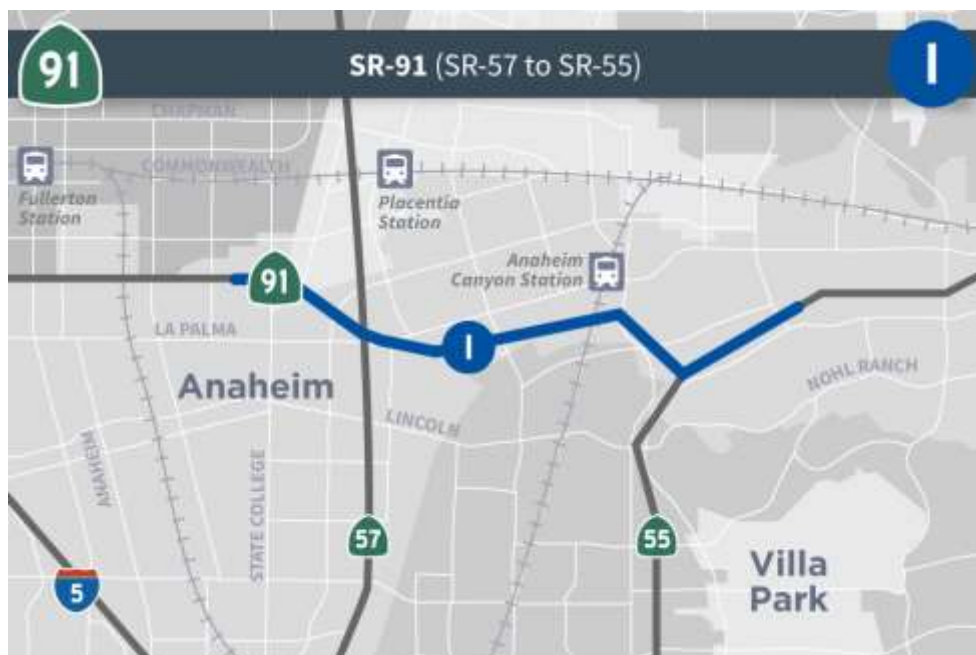 91
SR-91 (SR-57 to SR-55)
I
CHAPMAN
COMMONWEALTH
Fullerton
Station
Placentia
Station
Anaheim
Canyon Station
91
LA PALMA
I
NOHL RANCH
Anaheim
LINCOLN
ANAHEIM
STATE COLLEGE
57
55
5
Villa
Park